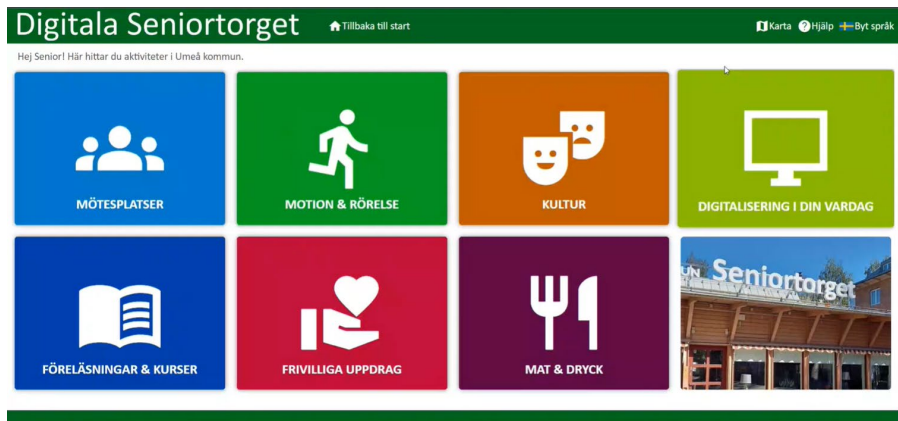 Digitala Seniortorget
Tillbaka till start
Karta
Hjälp
Byt språk
Hej Senior! Här hittar du aktiviteter i Umeå kommun.
MÖTESPLATSER
MOTION & RÖRELSE
KULTUR
DIGITALISERING I DIN VARDAG
FÖRELÄSNINGAR & KURSER
FRIVILLIGA UPPDRAG
MAT & DRYCK
UN Seniortorget